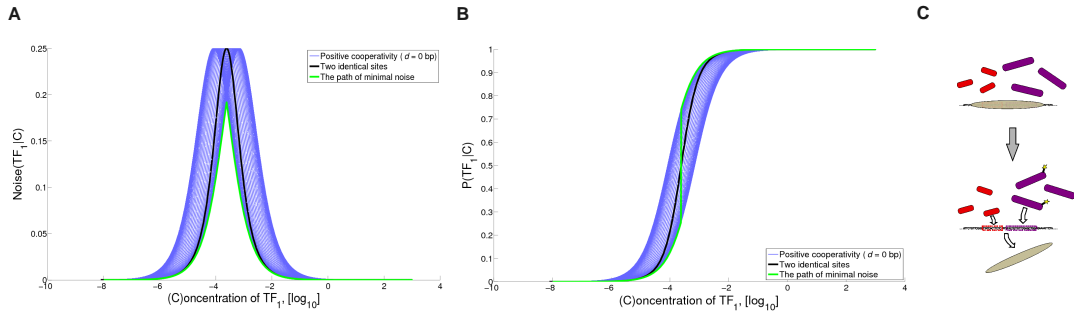 A
B
C
0.25
0.2
0.15
0.1
0.05
0
Noise(TF1|C)
Positive cooperativity ( d = 0 bp)
Two identical sites
The path of minimal noise
−10
−8
−6
−4
−2
0
2
4
(C)oncentration of TF1, [log10]
1
0.9
0.8
0.7
0.6
0.5
0.4
0.3
0.2
0.1
0
P(TF1|C)
Positive cooperativity ( d = 0 bp)
Two identical sites
The path of minimal noise
−10
−8
−6
−4
−2
0
2
4
(C)oncentration of TF1, [log10]